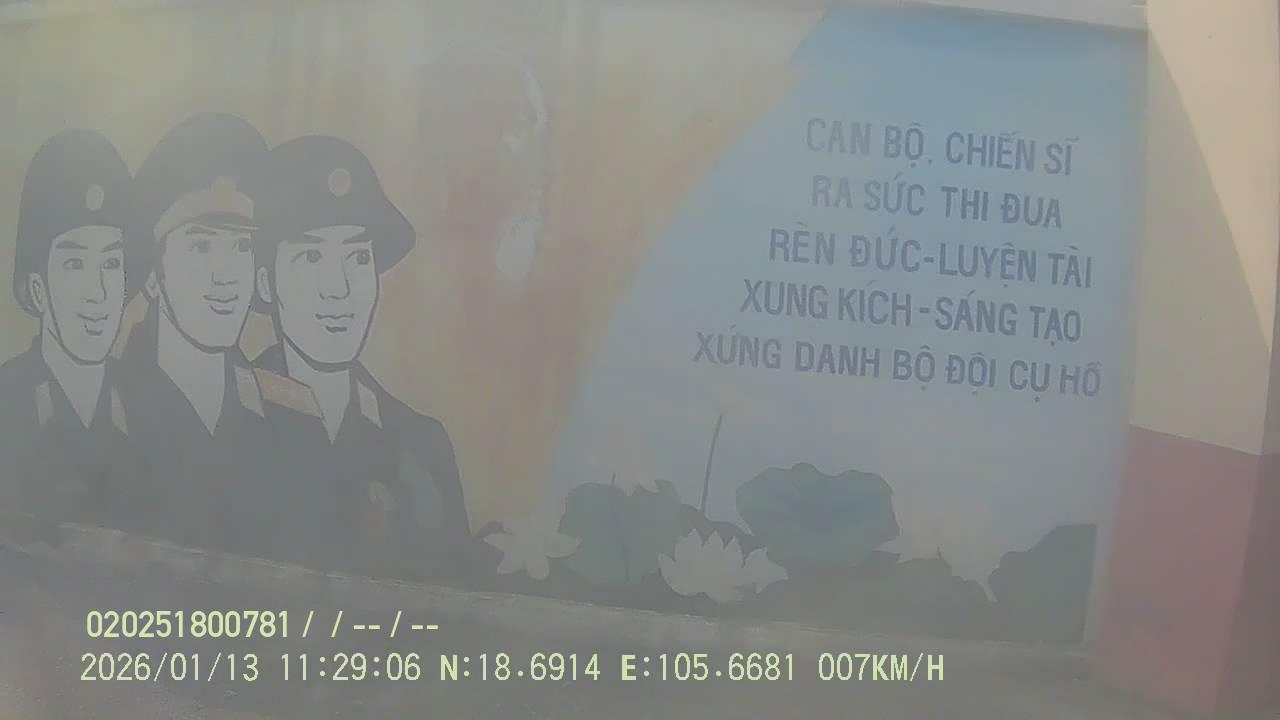 CÁN BỘ, CHIẾN SĨ
RA SỨC THI ĐUA
RÈN ĐỨC-LUYỆN TÀI
XUNG KÍCH-SÁNG TẠO
XỨNG DANH BỘ ĐỘI CỤ HỒ
020251800781 / / -- / --
2026/01/13 11:29:06 N:18.6914 E:105.6681 007KM/H